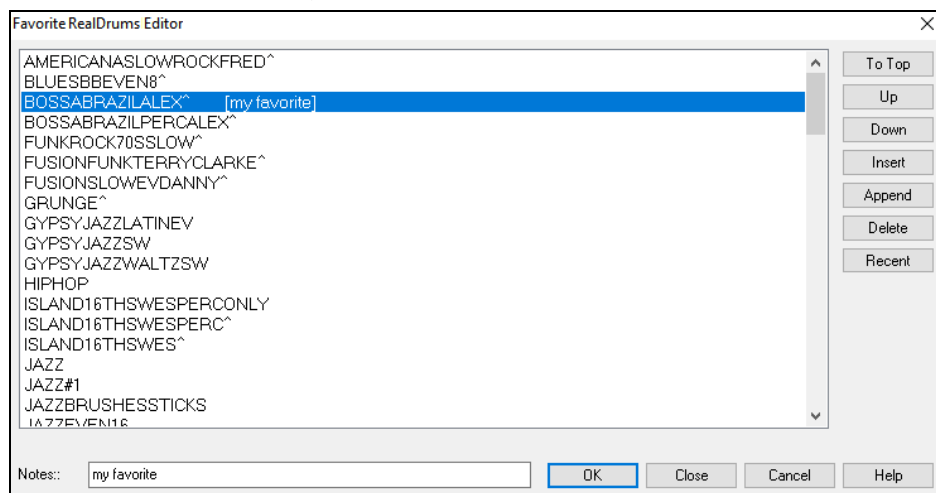 Favorite RealDrums Editor
AMERICANASLOWROCKFRED^
BLUESBBEVEN8^
BOSSABRAZILALEX^ [my favorite]
BOSSABRAZILPERCALEX^
FUNKROCK70SSLOW^
FUSIONFUNKTERRYCLARKE^
FUSIONSLOWEVDANNY^
GRUNGE^
GYPSYJAZZLATINEV
GYPSYJAZZSW
GYPSYJAZZWALTZSW
HIPHOP
ISLAND16THSWESPERCONLY
ISLAND16THSWESPERC^
ISLAND16THSWES^
JAZZ
JAZZ#1
JAZZBRUSHESSTICKS
JAZZEVEN16
To Top
Up
Down
Insert
Append
Delete
Recent
Notes:: my favorite
OK Close Cancel Help